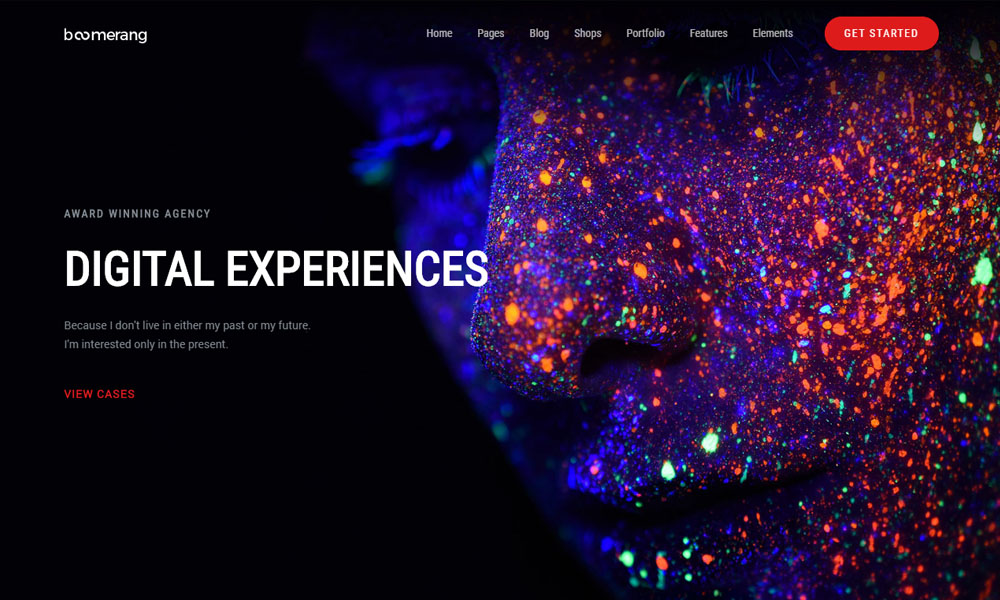 boomerang
Home Pages Blog Shops Portfolio Features Elements GET STARTED
AWARD WINNING AGENCY
DIGITAL EXPERIENCES
Because I don't live in either my past or my future.
I'm interested only in the present.
VIEW CASES